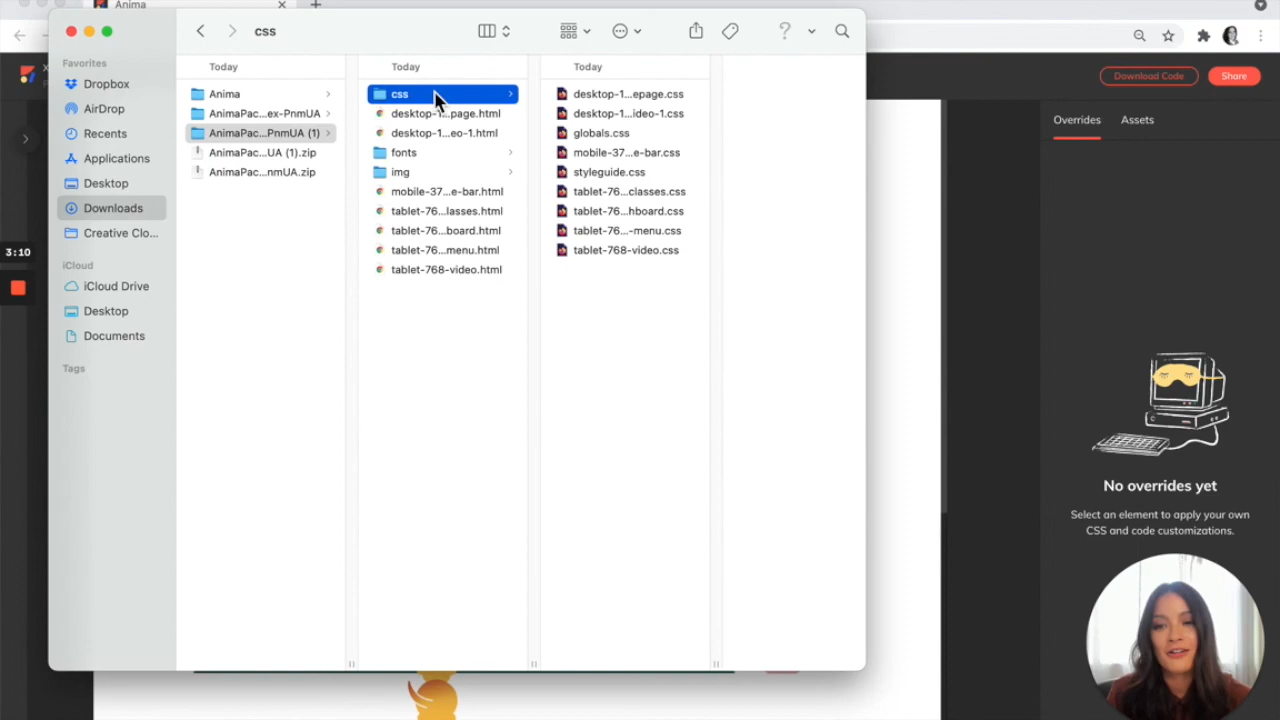 Anima
css
Download Code
Share
Overrides
Assets
3:10
Favorites
Dropbox
AirDrop
Recents
Applications
Desktop
Downloads
Creative Clo...
iCloud
iCloud Drive
Desktop
Documents
Tags
Today
Anima
AnimaPac...ex-PnmUA
AnimaPac...PnmUA (1)
AnimaPac...UA (1).zip
AnimaPac...nmUA.zip
Today
css
desktop-1...page.html
desktop-1...eo-1.html
fonts
img
mobile-37...e-bar.html
tablet-76...lasses.html
tablet-76...board.html
tablet-76...menu.html
tablet-768-video.html
Today
desktop-1...epage.css
desktop-1...ideo-1.css
globals.css
mobile-37...e-bar.css
styleguide.css
tablet-76...classes.css
tablet-76...hboard.css
tablet-76...-menu.css
tablet-768-video.css
No overrides yet
Select an element to apply your own
CSS and code customizations.